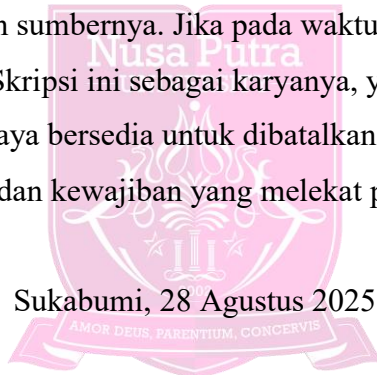 n sumbernya. Jika pada waktu
Nusa Putra
Skripsi ini sebagai karyanya, y
aya bersedia untuk dibatalkan
dan kewajiban yang melekat p
Sukabumi, 28 Agustus 2025
AMOR DEUS, PARENTIUM, CONCERVIS